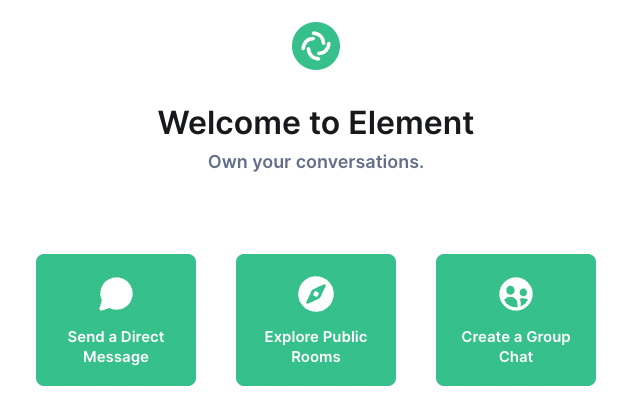 Welcome to Element
Own your conversations.
Send a Direct
Message
Explore Public
Rooms
Create a Group
Chat